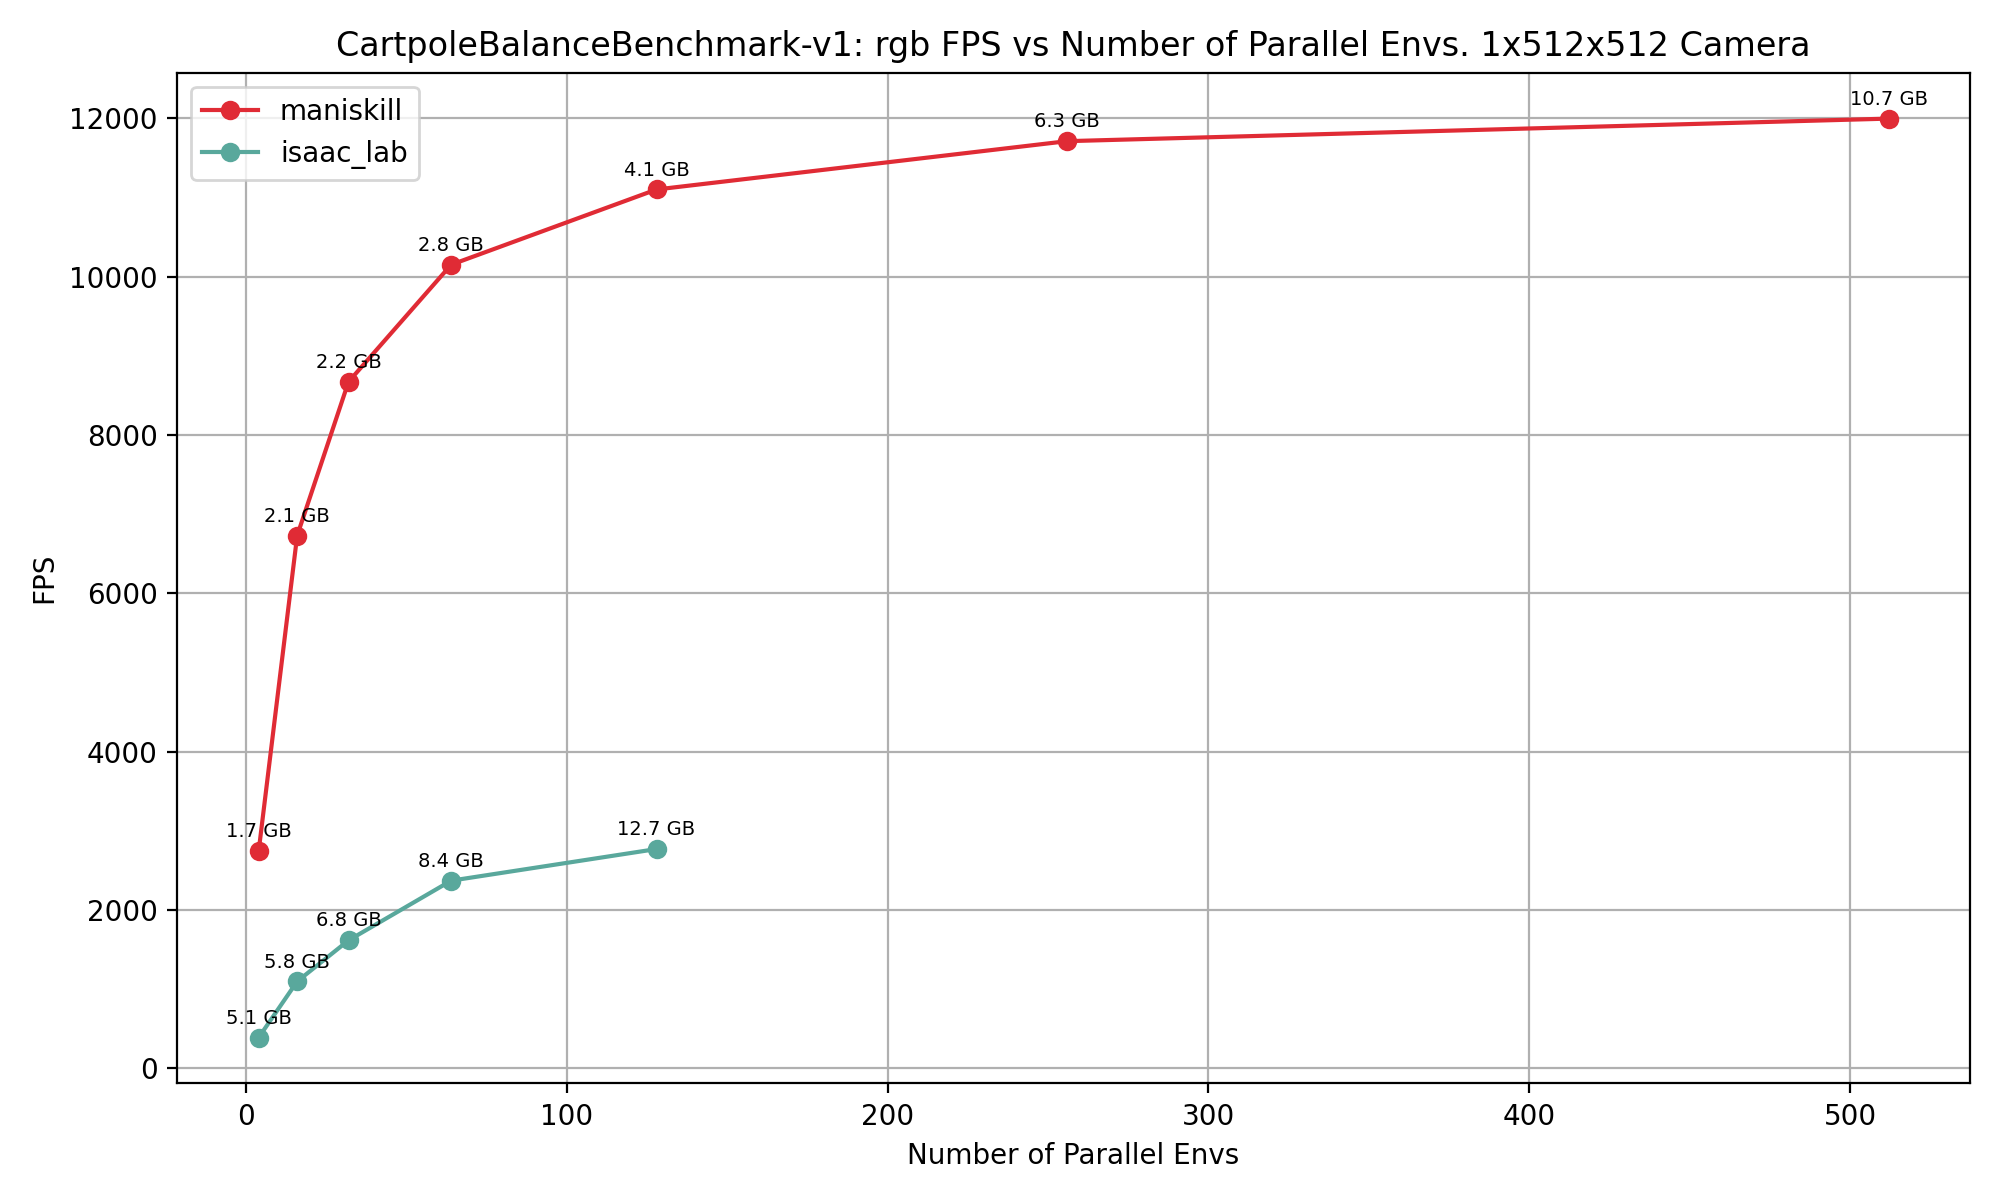 CartpoleBalanceBenchmark-v1: rgb FPS vs Number of Parallel Envs. 1x512x512 Camera
maniskill
isaac_lab
10.7 GB
6.3 GB
4.1 GB
2.8 GB
2.2 GB
2.1 GB
1.7 GB
12.7 GB
8.4 GB
6.8 GB
5.8 GB
5.1 GB
12000
10000
8000
6000
4000
2000
0
FPS
0 100 200 300 400 500
Number of Parallel Envs